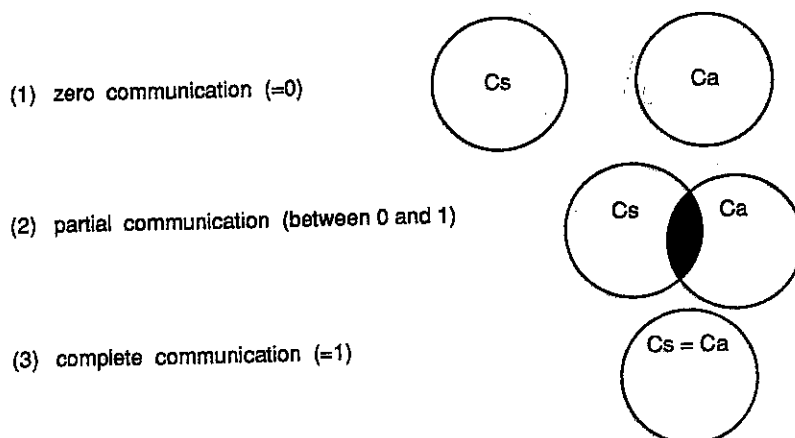 (1) zero communication (=0)
Cs
Ca
(2) partial communication (between 0 and 1)
Cs
Ca
(3) complete communication (=1)
Cs = Ca